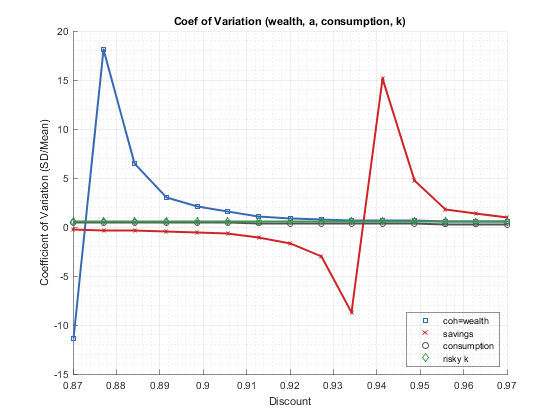 Coef of Variation (wealth, a, consumption, k)
Coefficient of Variation (SD/Mean)
20
15
10
5
0
-5
-10
-15
0.87 0.88 0.89 0.9 0.91 0.92 0.93 0.94 0.95 0.96 0.97
Discount
coh=wealth
savings
consumption
risky k